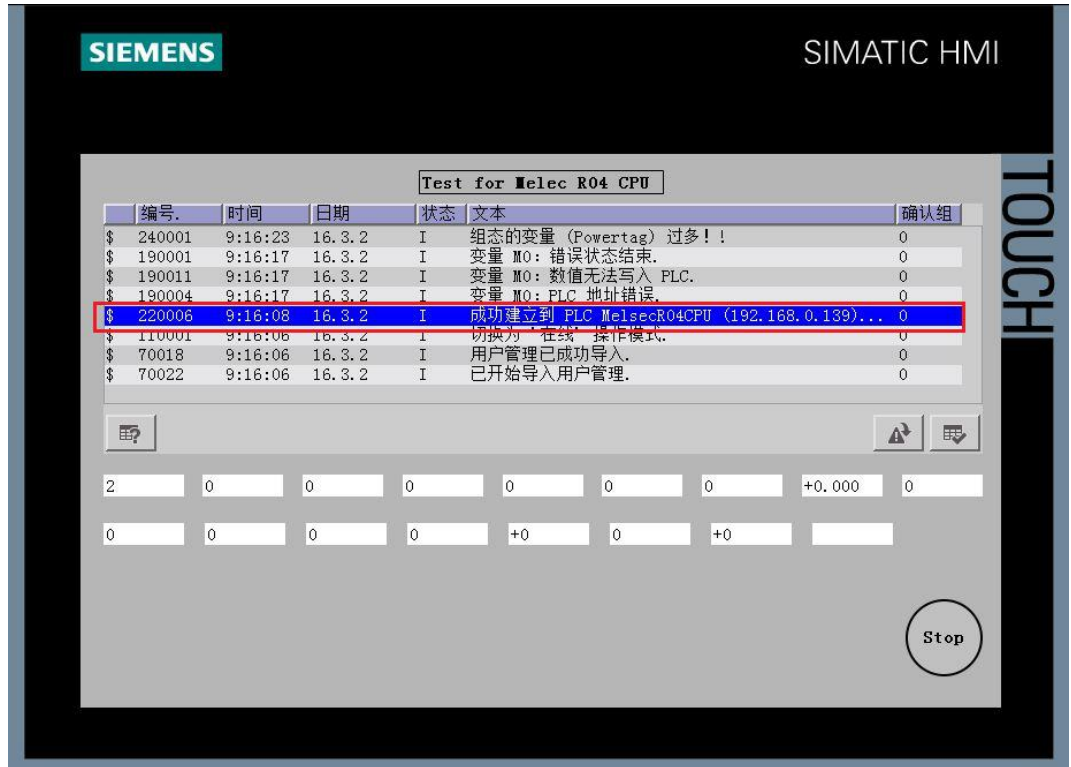 SIEMENS
SIMATIC HMI
TOUCH
Test for Melec R04 CPU
编号. 时间 日期 状态 文本 确认组
$ 240001 9:16:23 16.3.2 I 组态的变量 (Powertag) 过多!! 0
$ 190001 9:16:17 16.3.2 I 变量 M0: 错误状态结束. 0
$ 190011 9:16:17 16.3.2 I 变量 M0: 数值无法写入 PLC. 0
$ 190004 9:16:17 16.3.2 I 变量 M0: PLC 地址错误. 0
$ 220006 9:16:08 16.3.2 I 成功建立到 PLC MelsecR04CPU (192.168.0.139)... 0
$ 110001 9:16:06 16.3.2 I 切换为 '在线' 操作模式. 0
$ 70018 9:16:06 16.3.2 I 用户管理已成功导入. 0
$ 70022 9:16:06 16.3.2 I 已开始导入用户管理. 0
2 0 0 0 0 0 0 +0.000 0
0 0 0 0 +0 0 +0
Stop